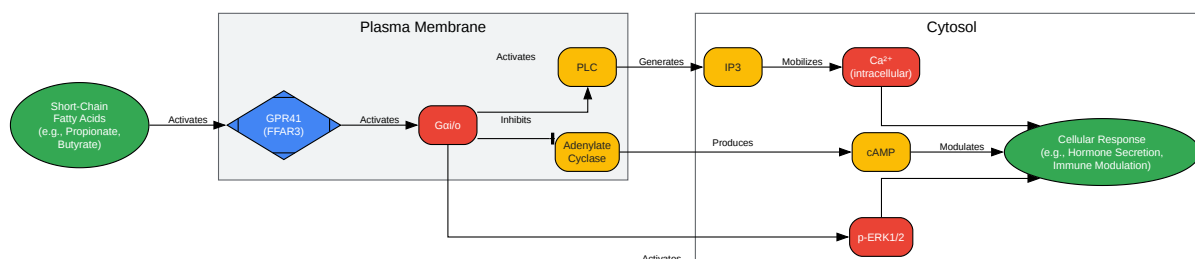 Plasma Membrane
Cytosol
Short-Chain
Fatty Acids
(e.g., Propionate,
Butyrate)
Activates
GPR41
(FFAR3)
Activates
Gαi/o
Activates
PLC
Generates
IP3
Mobilizes
Ca²⁺
(intracellular)
Inhibits
Adenylate
Cyclase
Produces
cAMP
Modulates
Cellular Response
(e.g., Hormone Secretion,
Immune Modulation)
Activates
p-ERK1/2